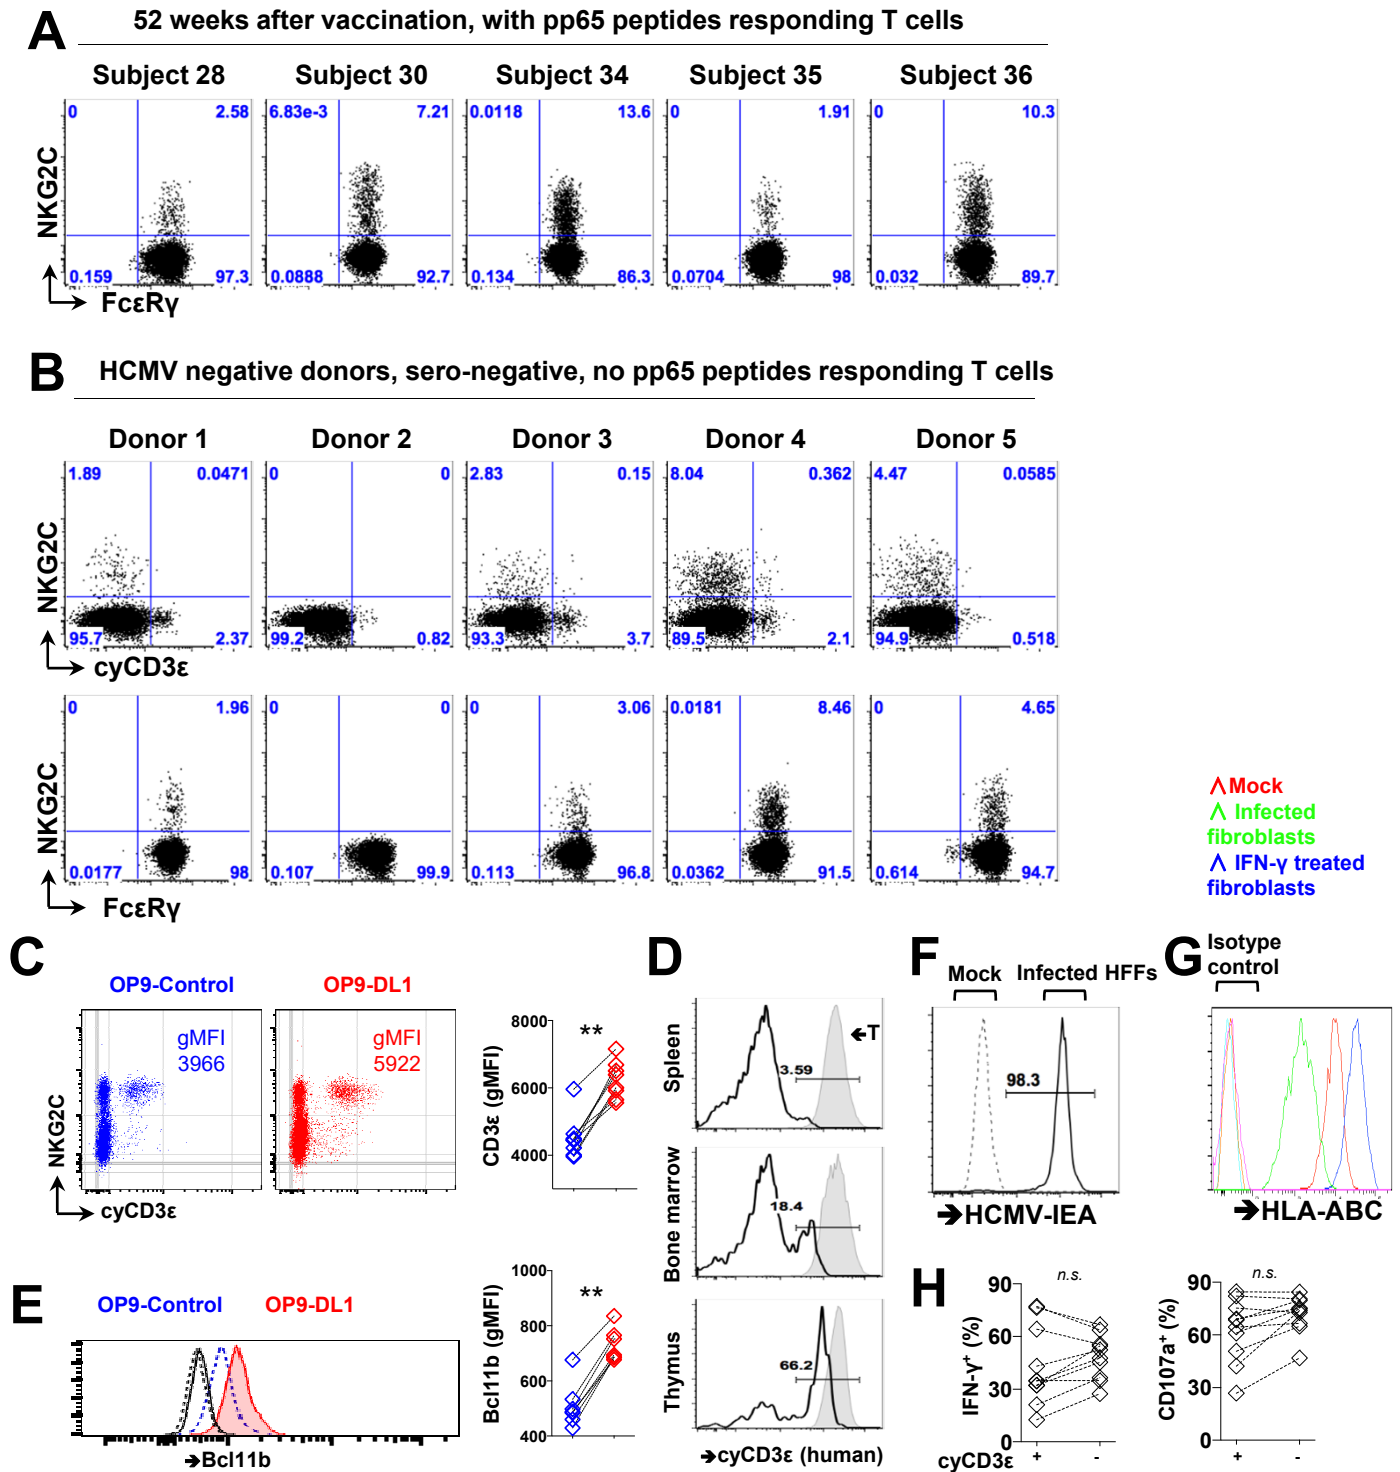 A
52 weeks after vaccination, with pp65 peptides responding T cells
Subject 28 Subject 30 Subject 34 Subject 35 Subject 36
0 2.58 6.83e-3 7.21 0.0118 13.6 0 1.91 0 10.3
NKG2C
0.159 97.3 0.0888 92.7 0.134 86.3 0.0704 98 0.032 89.7
FcεRγ
B
HCMV negative donors, sero-negative, no pp65 peptides responding T cells
Donor 1 Donor 2 Donor 3 Donor 4 Donor 5
1.89 0.0471 0 0 2.83 0.15 8.04 0.362 4.47 0.0585
NKG2C
95.7 2.37 99.2 0.82 93.3 3.7 89.5 2.1 94.9 0.518
cyCD3ε
0 1.96 0 0 0 3.06 0.0181 8.46 0 4.65
NKG2C
0.0177 98 0.107 99.9 0.113 96.8 0.0362 91.5 0.614 94.7
FcεRγ
Mock
Infected
fibroblasts
IFN-γ treated
fibroblasts
C
OP9-Control OP9-DL1
gMFI
3966
gMFI
5922
NKG2C
cyCD3ε
CD3ε (gMFI)
8000
6000
4000
**
D
Spleen
3.59
T
Bone marrow
18.4
Thymus
66.2
➔cyCD3ε (human)
E
OP9-Control OP9-DL1
➔Bcl11b
Bcl11b (gMFI)
1000
800
600
400
**
F
Mock Infected HFFs
98.3
➔HCMV-IEA
G
Isotype
control
➔HLA-ABC
H
IFN-γ⁺ (%)
90
60
30
0
n.s.
cyCD3ε + -
CD107a⁺ (%)
90
60
30
0
n.s.
+ -